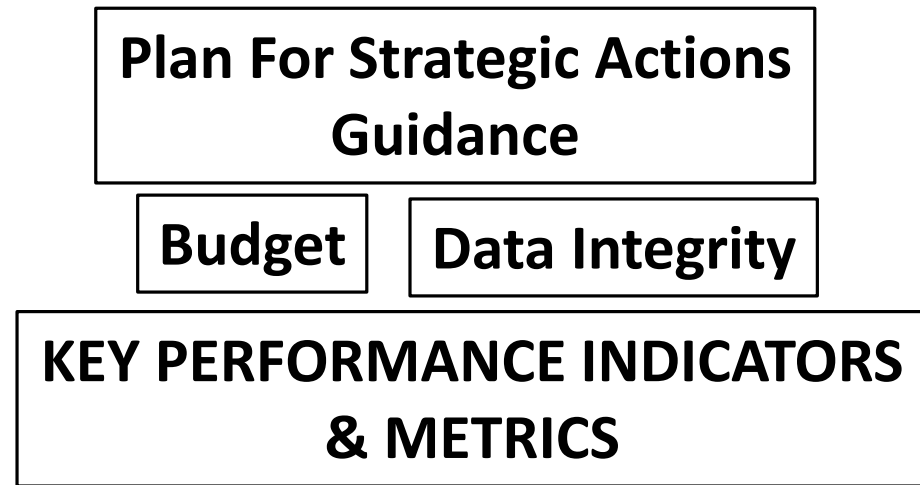 Plan For Strategic Actions
Guidance
Budget
Data Integrity
KEY PERFORMANCE INDICATORS
& METRICS